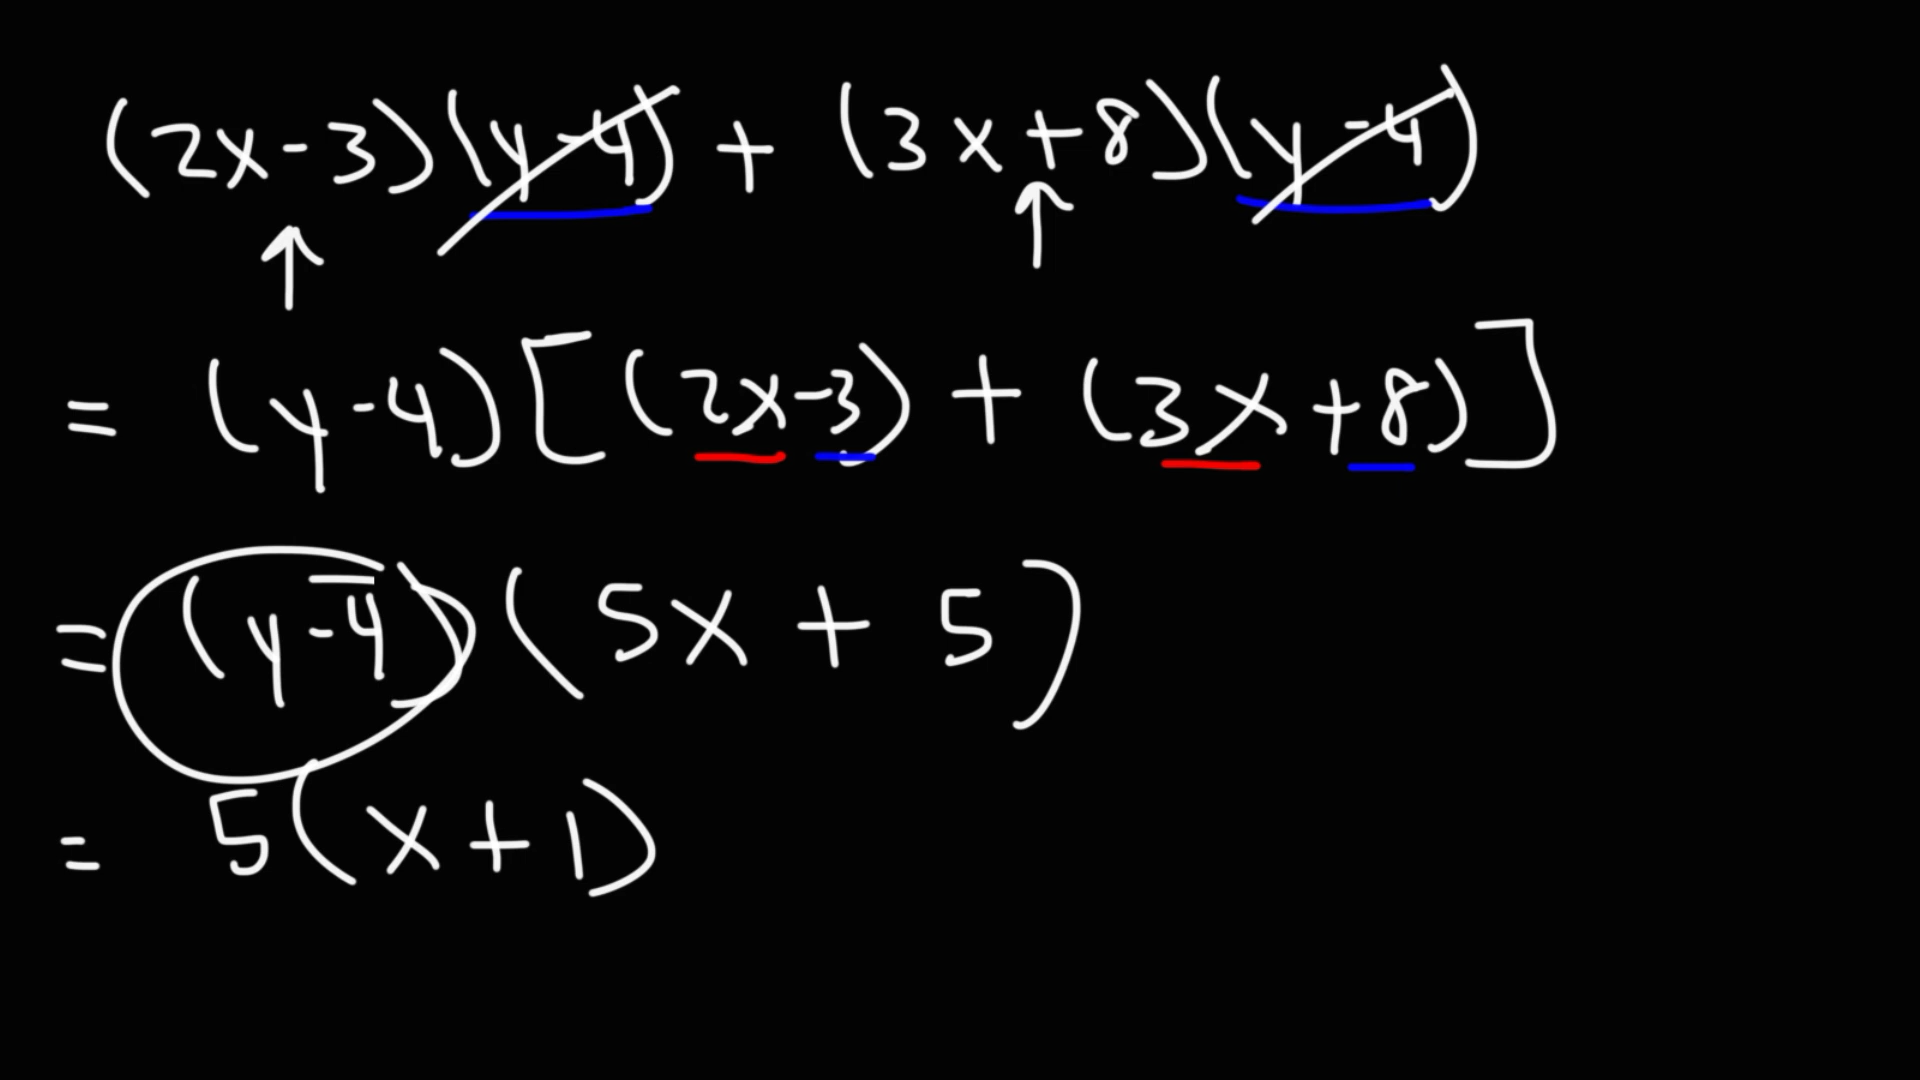 (2x-3)(y-4) + (3x+8)(y-4)
= (y-4)[(2x-3) + (3x+8)]
= (y-4)(5x+5)
= 5(x+1)